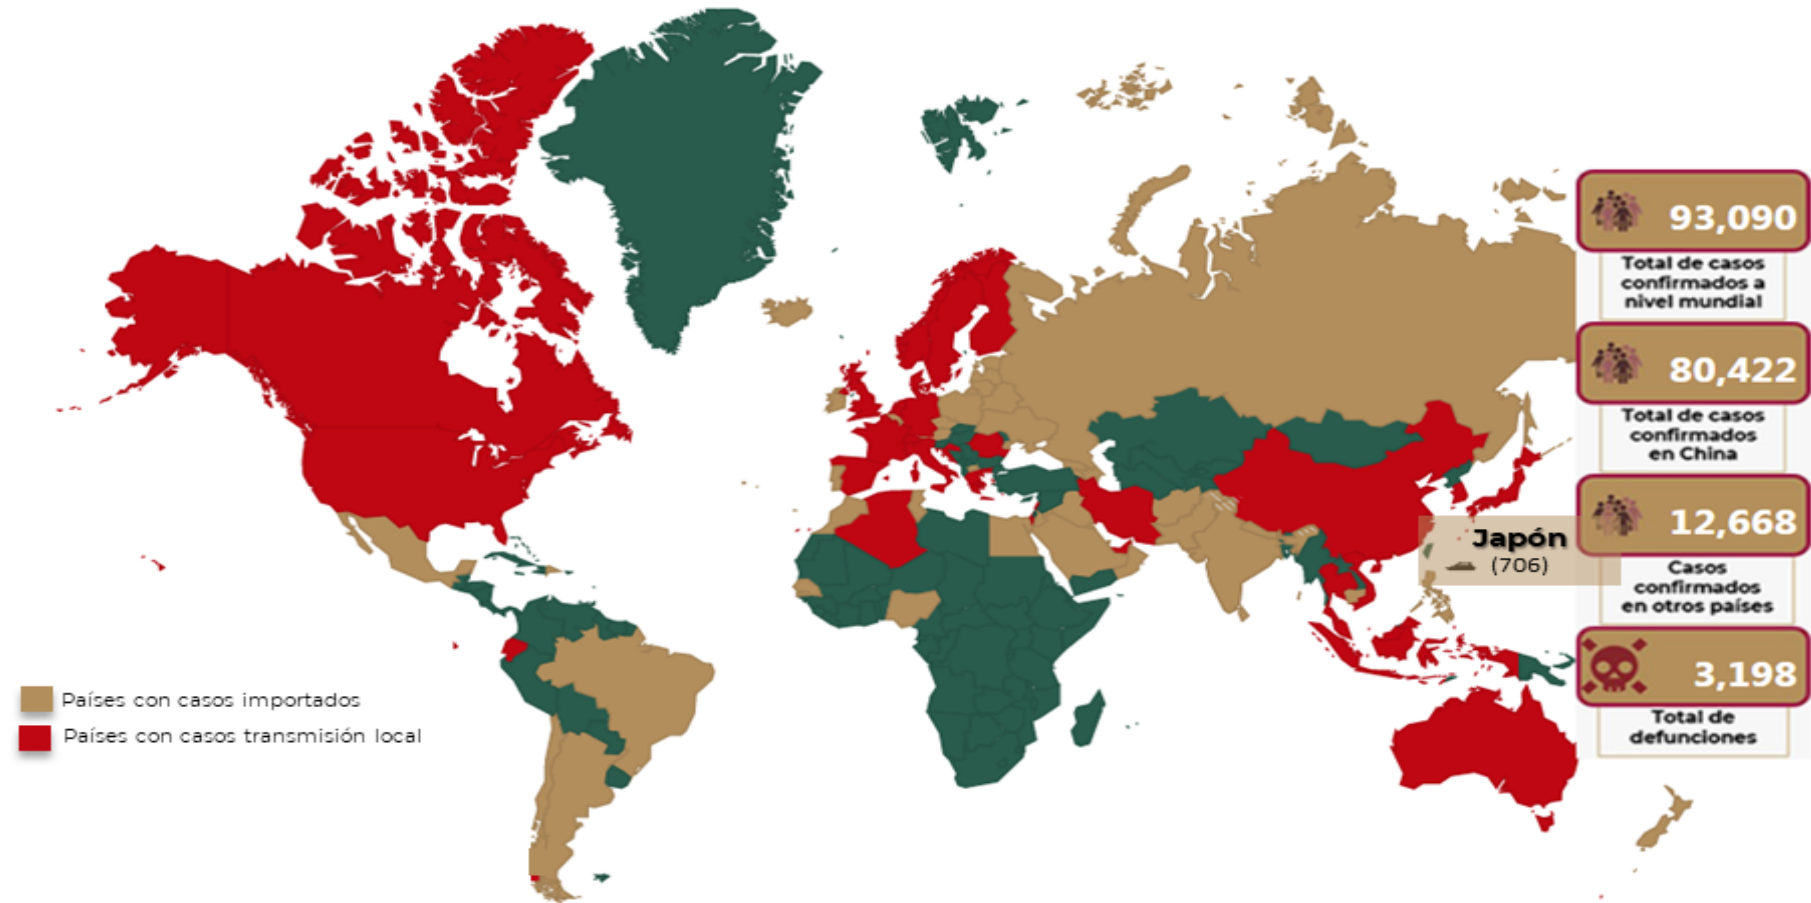 93,090
Total de casos
confirmados a
nivel mundial
80,422
Total de casos
confirmados
en China
Japón
(706)
12,668
Casos
confirmados
en otros países
3,198
Total de
defunciones
Países con casos importados
Países con casos transmisión local